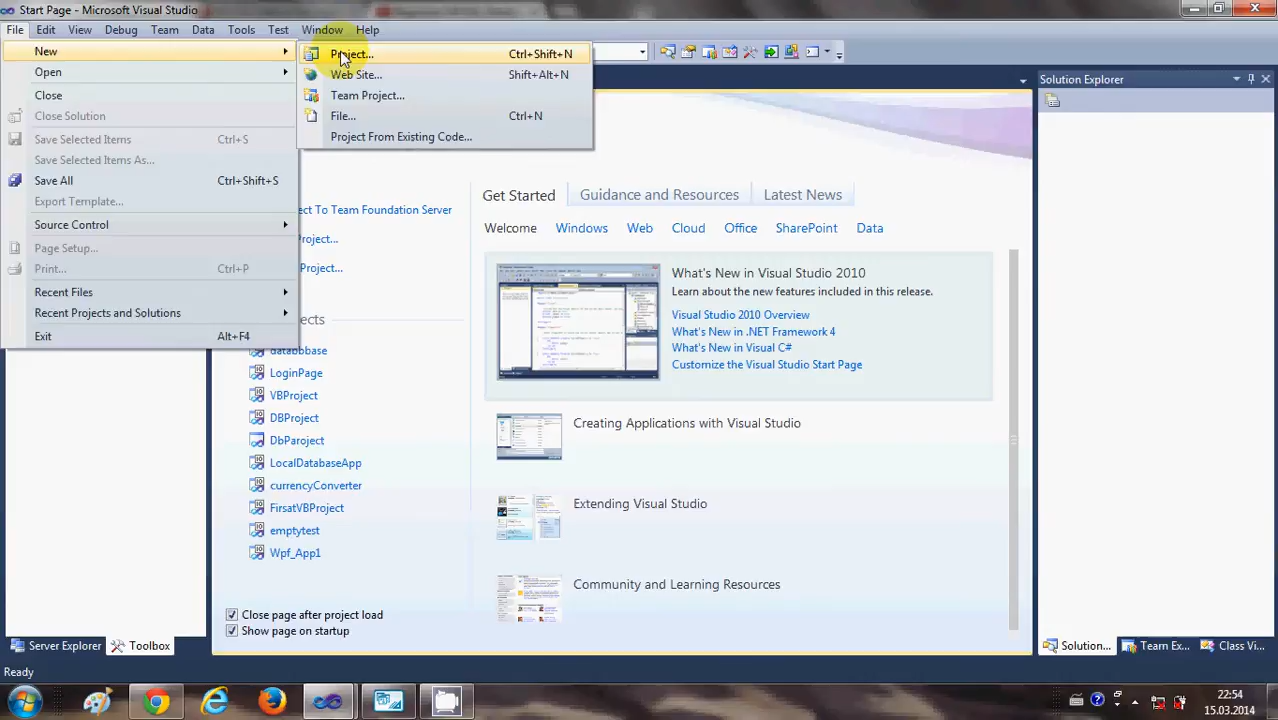 Start Page - Microsoft Visual Studio
File Edit View Debug Team Data Tools Test Window Help
New
Open
Close
Close Solution
Save Selected Items Ctrl+S
Save Selected Items As...
Save All Ctrl+Shift+S
Export Template...
Source Control
Page Setup...
Print... Ctrl+P
Recent Files
Recent Projects and Solutions
Exit Alt+F4
Project... Ctrl+Shift+N
Web Site... Shift+Alt+N
Team Project...
File... Ctrl+N
Project From Existing Code...
ct To Team Foundation Server
Project...
Project...
ects
databbase
LoginPage
VBProject
DBProject
DbParoject
LocalDatabaseApp
currencyConverter
FirsatVBProject
emptytest
Wpf_App1
Close page after project load
Show page on startup
Get Started Guidance and Resources Latest News
Welcome Windows Web Cloud Office SharePoint Data
What's New in Visual Studio 2010
Learn about the new features included in this release.
Visual Studio 2010 Overview
What's New in .NET Framework 4
What's New in Visual C#
Customize the Visual Studio Start Page
Creating Applications with Visual Studio
Extending Visual Studio
Community and Learning Resources
Solution Explorer
Server Explorer Toolbox
Solution... Team Ex... Class Vi...
Ready
22:54
15.03.2014